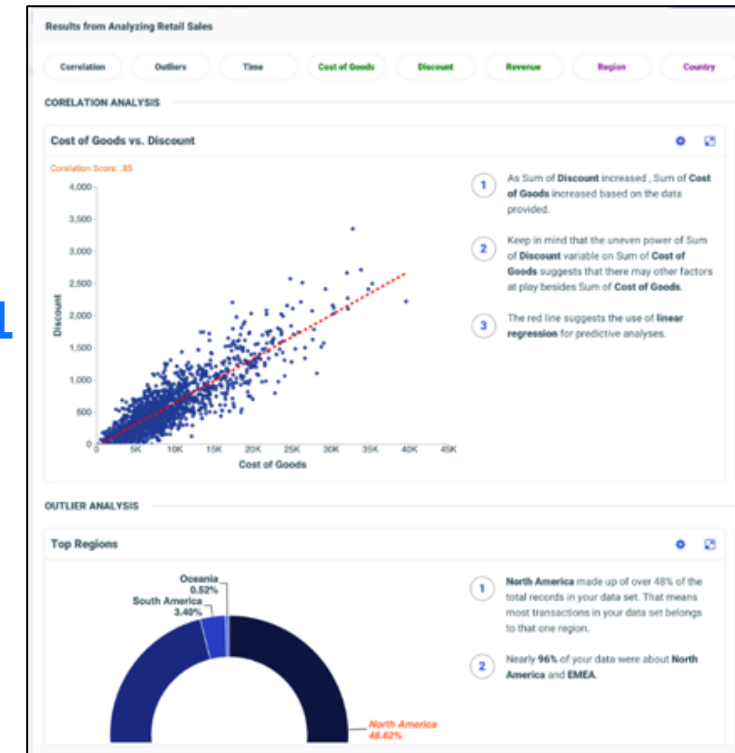 Results from Analyzing Retail Sales
Correlation Outliers Time Cost of Goods Discount Revenue Region Country
CORELATION ANALYSIS
Cost of Goods vs. Discount
Corelation Score: .85
4,000
3,500
3,000
2,500
2,000
1,500
1,000
500
0
Discount
0 5K 10K 15K 20K 25K 30K 35K 40K 45K
Cost of Goods
1
As Sum of Discount increased , Sum of Cost
of Goods increased based on the data
provided.
2
Keep in mind that the uneven power of Sum
of Discount variable on Sum of Cost of
Goods suggests that there may other factors
at play besides Sum of Cost of Goods.
3
The red line suggests the use of linear
regression for predictive analyses.
1
OUTLIER ANALYSIS
Top Regions
Oceania
0.52%
South America
3.40%
North America
48.62%
1
North America made up of over 48% of the
total records in your data set. That means
most transactions in your data set belongs
to that one region.
2
Nearly 96% of your data were about North
America and EMEA.